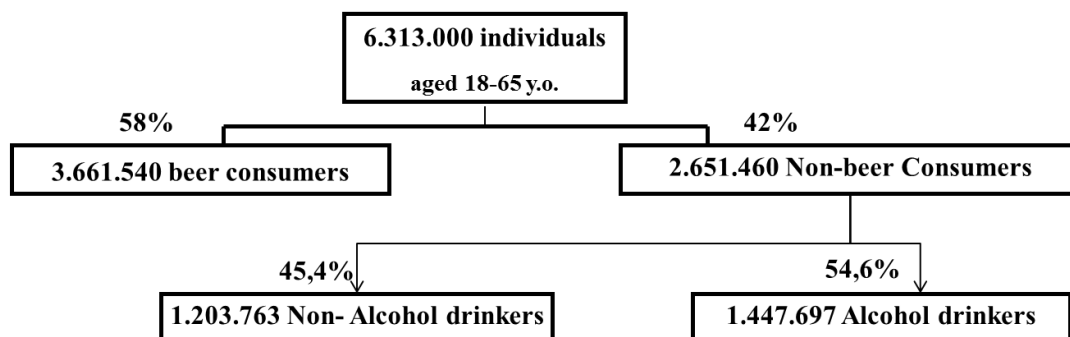 6.313.000 individuals
aged 18-65 y.o.
58%
42%
3.661.540 beer consumers
2.651.460 Non-beer Consumers
45,4%
54,6%
1.203.763 Non- Alcohol drinkers
1.447.697 Alcohol drinkers